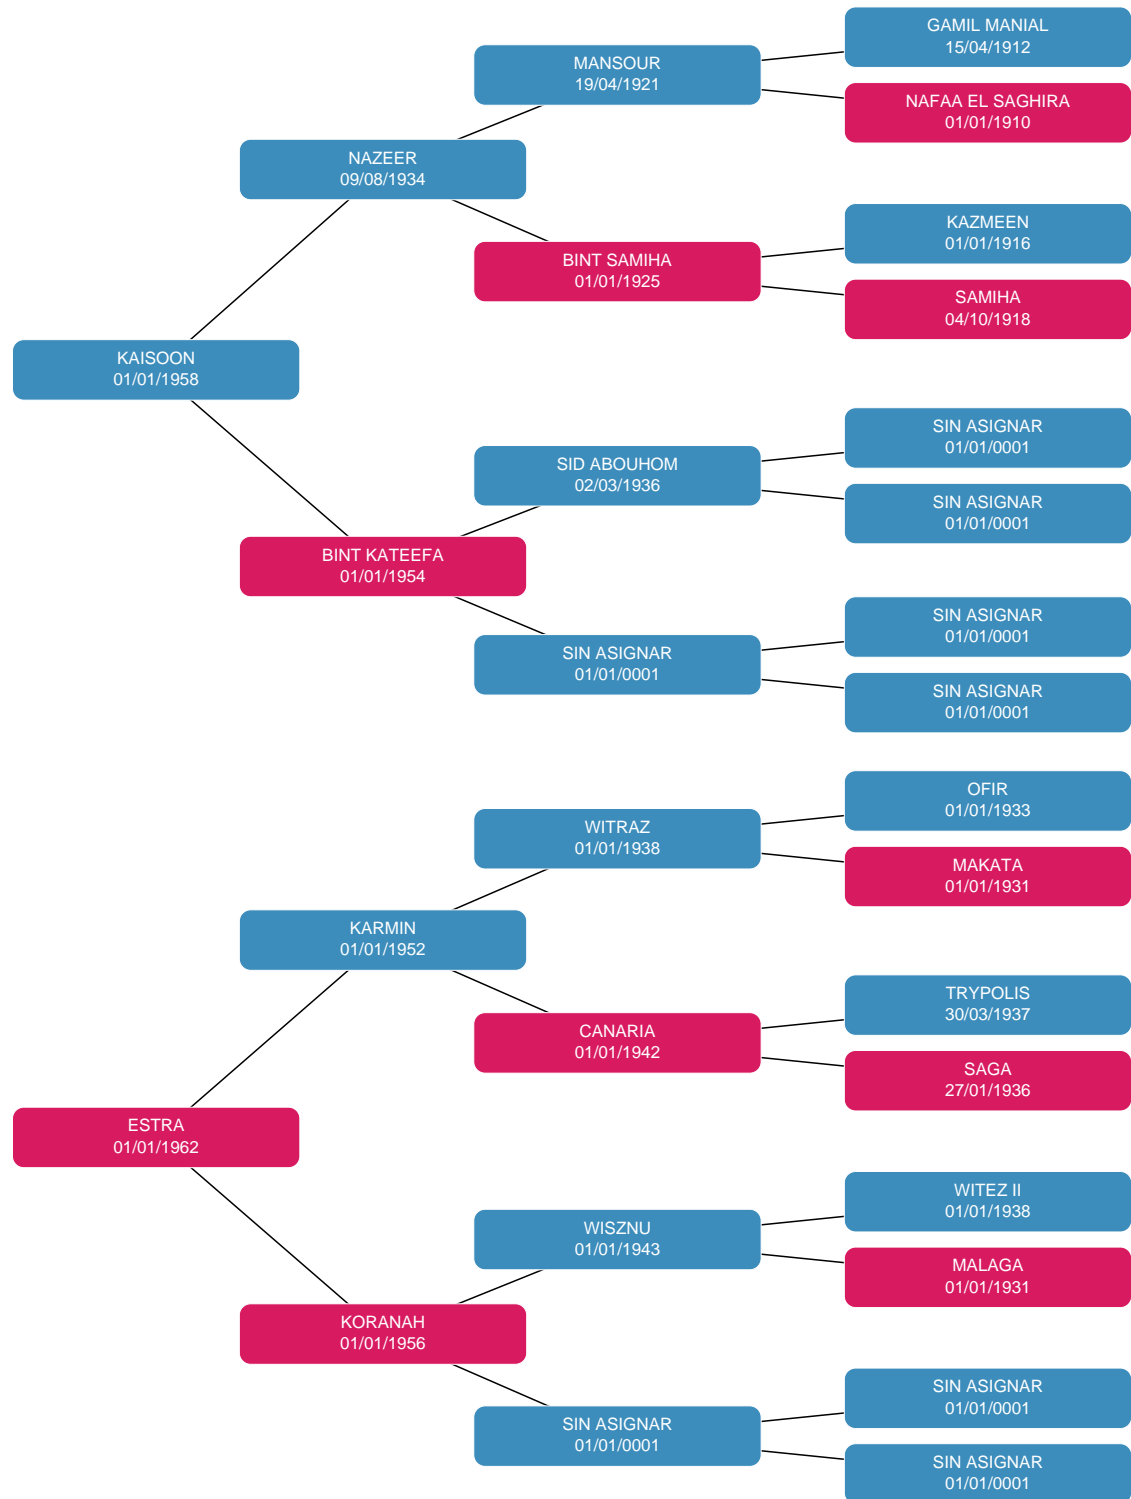 GAMIL MANIAL
15/04/1912
MANSOUR
19/04/1921
NAFAA EL SAGHIRA
01/01/1910
NAZEER
09/08/1934
KAZMEEN
01/01/1916
BINT SAMIHA
01/01/1925
SAMIHA
04/10/1918
KAISOON
01/01/1958
SIN ASIGNAR
01/01/0001
SID ABOUHOM
02/03/1936
SIN ASIGNAR
01/01/0001
BINT KATEEFA
01/01/1954
SIN ASIGNAR
01/01/0001
SIN ASIGNAR
01/01/0001
SIN ASIGNAR
01/01/0001
OFIR
01/01/1933
WITRAZ
01/01/1938
MAKATA
01/01/1931
KARMIN
01/01/1952
TRYPOLIS
30/03/1937
CANARIA
01/01/1942
SAGA
27/01/1936
ESTRA
01/01/1962
WITEZ II
01/01/1938
WISZNU
01/01/1943
MALAGA
01/01/1931
KORANAH
01/01/1956
SIN ASIGNAR
01/01/0001
SIN ASIGNAR
01/01/0001
SIN ASIGNAR
01/01/0001